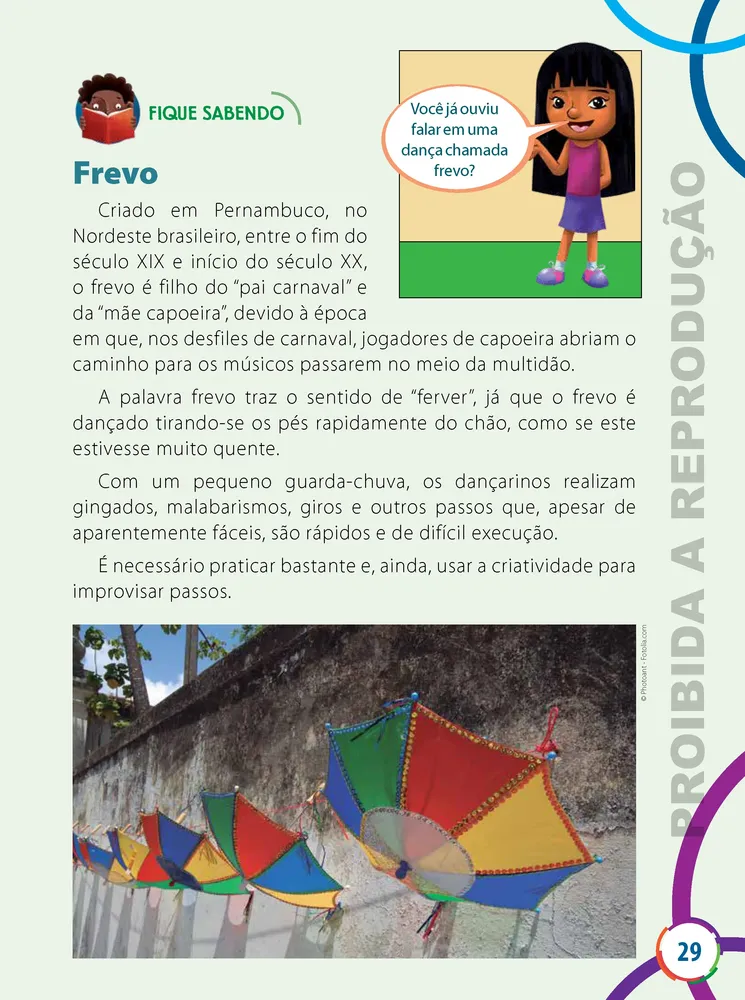 FIQUE SABENDO
Você já ouviu
falar em uma
dança chamada
frevo?
Frevo
Criado em Pernambuco, no
Nordeste brasileiro, entre o fim do
século XIX e início do século XX,
o frevo é filho do “pai carnaval” e
da “mãe capoeira”, devido à época
em que, nos desfiles de carnaval, jogadores de capoeira abriam o
caminho para os músicos passarem no meio da multidão.
A palavra frevo traz o sentido de “ferver”, já que o frevo é
dançado tirando-se os pés rapidamente do chão, como se este
estivesse muito quente.
Com um pequeno guarda-chuva, os dançarinos realizam
gingados, malabarismos, giros e outros passos que, apesar de
aparentemente fáceis, são rápidos e de difícil execução.
É necessário praticar bastante e, ainda, usar a criatividade para
improvisar passos.
© Photoant - Fotolia.com
PROIBIDA A REPRODUÇÃO
29